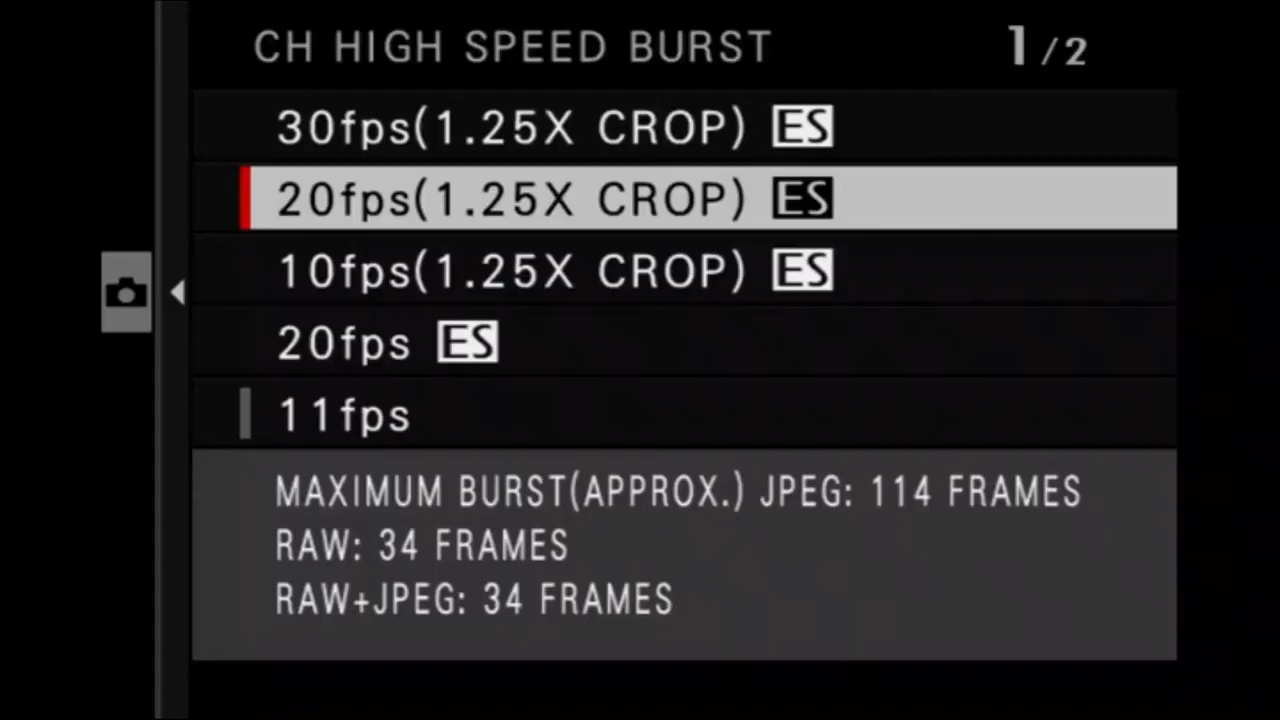 CH HIGH SPEED BURST 1/2
30fps(1.25X CROP) ES
20fps(1.25X CROP) ES
10fps(1.25X CROP) ES
20fps ES
11fps
MAXIMUM BURST(APPROX.) JPEG: 114 FRAMES
RAW: 34 FRAMES
RAW+JPEG: 34 FRAMES